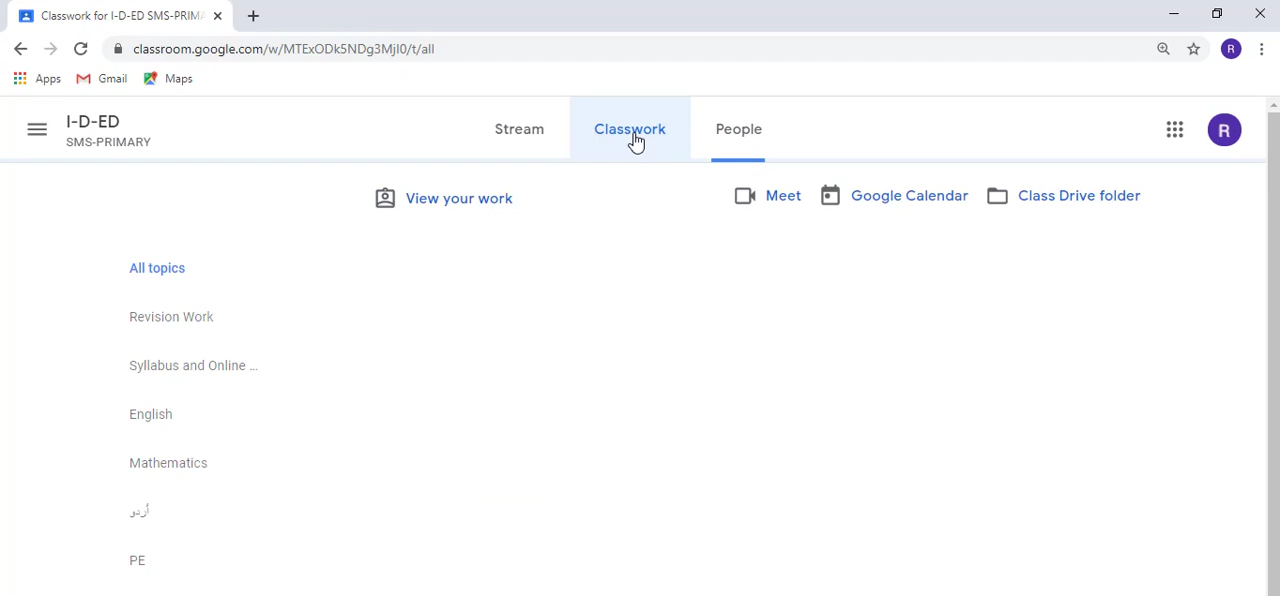 Classwork for I-D-ED SMS-PRIMA
classroom.google.com/w/MTExODk5NDg3MjI0/t/all
R
Apps Gmail Maps
I-D-ED
SMS-PRIMARY
Stream Classwork People
R
View your work
Meet Google Calendar Class Drive folder
All topics
Revision Work
Syllabus and Online ...
English
Mathematics
اُردو
PE